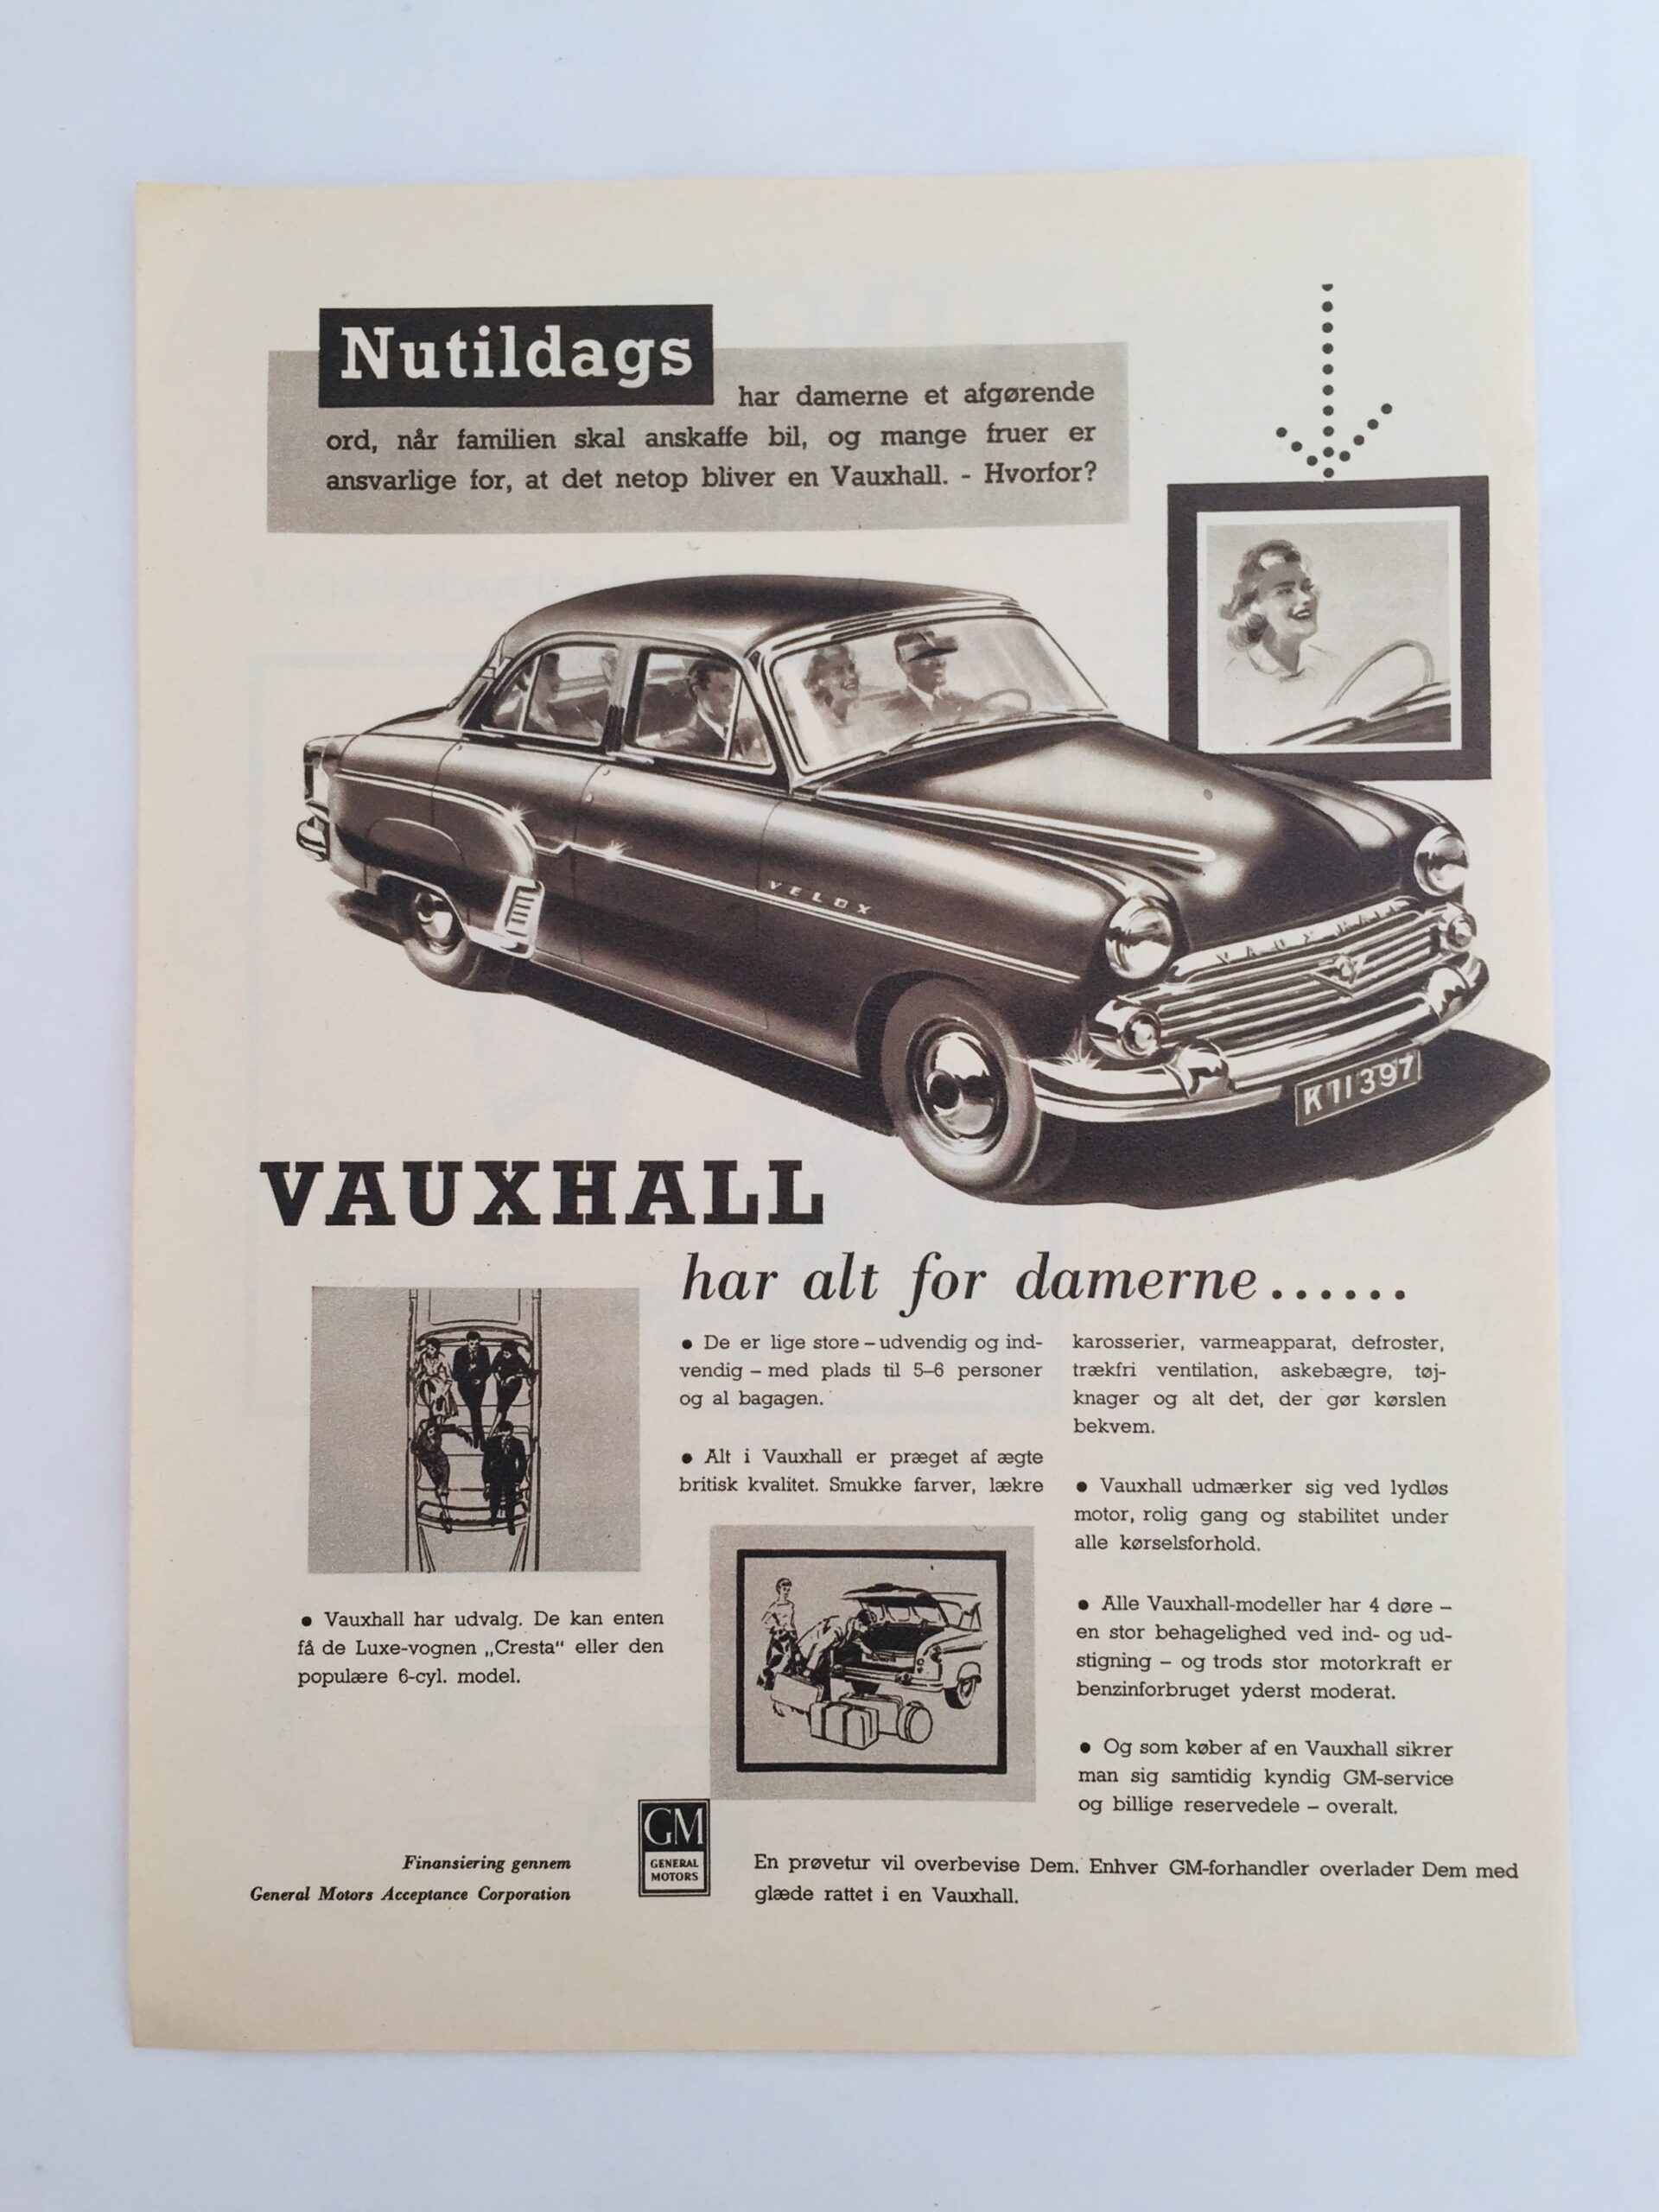 Nutildags
har damerne et afgørende
ord, når familien skal anskaffe bil, og mange fruer er
ansvarlige for, at det netop bliver en Vauxhall. - Hvorfor?
VELOX
VAUXHALL
K 11397
VAUXHALL
har alt for damerne......
• De er lige store – udvendig og ind-
vendig – med plads til 5–6 personer
og al bagagen.
• Alt i Vauxhall er præget af ægte
britisk kvalitet. Smukke farver, lækre
karosserier, varmeapparat, defroster,
trækfri ventilation, askebægre, tøj-
knager og alt det, der gør kørslen
bekvem.
• Vauxhall udmærker sig ved lydløs
motor, rolig gang og stabilitet under
alle kørselsforhold.
• Alle Vauxhall-modeller har 4 døre –
en stor behagelighed ved ind- og ud-
stigning – og trods stor motorkraft er
benzinforbruget yderst moderat.
• Og som køber af en Vauxhall sikrer
man sig samtidig kyndig GM-service
og billige reservedele – overalt.
• Vauxhall har udvalg. De kan enten
få de Luxe-vognen „Cresta“ eller den
populære 6-cyl. model.
Finansiering gennem
General Motors Acceptance Corporation
GM
GENERAL
MOTORS
En prøvetur vil overbevise Dem. Enhver GM-forhandler overlader Dem med
glæde rattet i en Vauxhall.